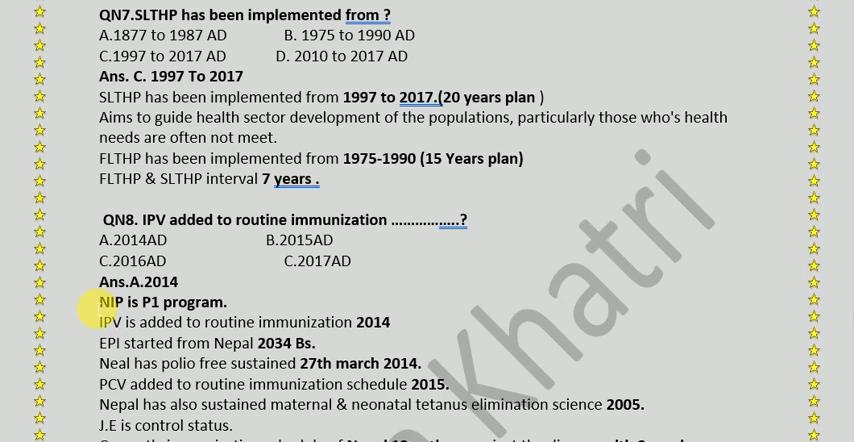 QN7.SLTHP has been implemented from ?
A.1877 to 1987 AD B. 1975 to 1990 AD
C.1997 to 2017 AD D. 2010 to 2017 AD
Ans. C. 1997 To 2017
SLTHP has been implemented from 1997 to 2017.(20 years plan )
Aims to guide health sector development of the populations, particularly those who's health
needs are often not meet.
FLTHP has been implemented from 1975-1990 (15 Years plan)
FLTHP & SLTHP interval 7 years .
QN8. IPV added to routine immunization ................?
A.2014AD B.2015AD
C.2016AD C.2017AD
Ans.A.2014
NIP is P1 program.
IPV is added to routine immunization 2014
EPI started from Nepal 2034 Bs.
Neal has polio free sustained 27th march 2014.
PCV added to routine immunization schedule 2015.
Nepal has also sustained maternal & neonatal tetanus elimination science 2005.
J.E is control status.
Khatri